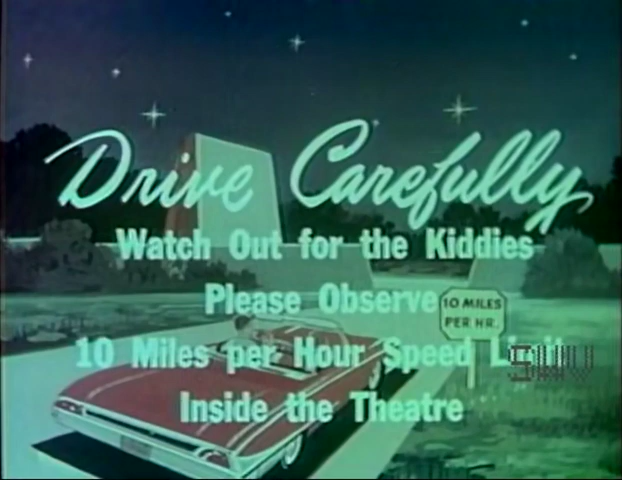 Drive Carefully
Watch Out for the Kiddies
Please Observe
10 MILES
PER HR.
10 Miles per Hour Speed
Inside the Theatre